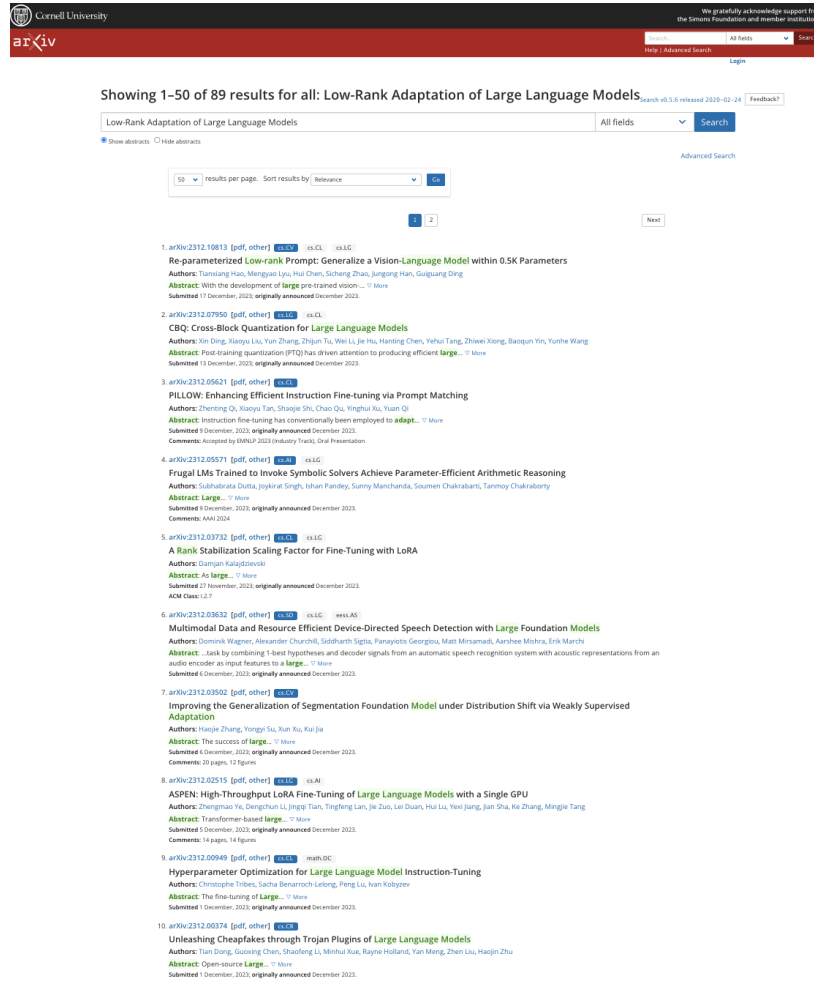 Cornell University
We gratefully acknowledge support fr
the Simons Foundation and member institutio
arXiv
Search...
All fields
Searc
Help | Advanced Search
Login
Showing 1–50 of 89 results for all: Low-Rank Adaptation of Large Language Models
Search v0.5.6 released 2020-02-24
Feedback?
Low-Rank Adaptation of Large Language Models
All fields
Search
Show abstracts Hide abstracts
Advanced Search
50 results per page. Sort results by Relevance Go
1 2 Next
1. arXiv:2312.10813 [pdf, other] cs.CV cs.CL cs.LG
Re-parameterized Low-rank Prompt: Generalize a Vision-Language Model within 0.5K Parameters
Authors: Tianxiang Hao, Mengyao Lyu, Hui Chen, Sicheng Zhao, Jungong Han, Guiguang Ding
Abstract: With the development of large pre-trained vision-… ▽ More
Submitted 17 December, 2023; originally announced December 2023.
2. arXiv:2312.07950 [pdf, other] cs.LG cs.CL
CBQ: Cross-Block Quantization for Large Language Models
Authors: Xin Ding, Xiaoyu Liu, Yun Zhang, Zhijun Tu, Wei Li, Jie Hu, Hanting Chen, Yehui Tang, Zhiwei Xiong, Baoqun Yin, Yunhe Wang
Abstract: Post-training quantization (PTQ) has driven attention to producing efficient large… ▽ More
Submitted 13 December, 2023; originally announced December 2023.
3. arXiv:2312.05621 [pdf, other] cs.CL
PILLOW: Enhancing Efficient Instruction Fine-tuning via Prompt Matching
Authors: Zhenting Qi, Xiaoyu Tan, Shaojie Shi, Chao Qu, Yinghui Xu, Yuan Qi
Abstract: Instruction fine-tuning has conventionally been employed to adapt… ▽ More
Submitted 9 December, 2023; originally announced December 2023.
Comments: Accepted by EMNLP 2023 (Industry Track), Oral Presentation
4. arXiv:2312.05571 [pdf, other] cs.AI cs.LG
Frugal LMs Trained to Invoke Symbolic Solvers Achieve Parameter-Efficient Arithmetic Reasoning
Authors: Subhabrata Dutta, Joykirat Singh, Ishan Pandey, Sunny Manchanda, Soumen Chakrabarti, Tanmoy Chakraborty
Abstract: Large… ▽ More
Submitted 9 December, 2023; originally announced December 2023.
Comments: AAAI 2024
5. arXiv:2312.03732 [pdf, other] cs.CL cs.LG
A Rank Stabilization Scaling Factor for Fine-Tuning with LoRA
Authors: Damjan Kalajdzievski
Abstract: As large… ▽ More
Submitted 27 November, 2023; originally announced December 2023.
ACM Class: I.2.7
6. arXiv:2312.03632 [pdf, other] cs.SD cs.LG eess.AS
Multimodal Data and Resource Efficient Device-Directed Speech Detection with Large Foundation Models
Authors: Dominik Wagner, Alexander Churchill, Siddharth Sigtia, Panayiotis Georgiou, Matt Mirsamadi, Aarshee Mishra, Erik Marchi
Abstract: …task by combining 1-best hypotheses and decoder signals from an automatic speech recognition system with acoustic representations from an
audio encoder as input features to a large… ▽ More
Submitted 6 December, 2023; originally announced December 2023.
7. arXiv:2312.03502 [pdf, other] cs.CV
Improving the Generalization of Segmentation Foundation Model under Distribution Shift via Weakly Supervised
Adaptation
Authors: Haojie Zhang, Yongyi Su, Xun Xu, Kui Jia
Abstract: The success of large… ▽ More
Submitted 6 December, 2023; originally announced December 2023.
Comments: 20 pages, 12 figures
8. arXiv:2312.02515 [pdf, other] cs.LG cs.AI
ASPEN: High-Throughput LoRA Fine-Tuning of Large Language Models with a Single GPU
Authors: Zhengmao Ye, Dengchun Li, Jingqi Tian, Tingfeng Lan, Jie Zuo, Lei Duan, Hui Lu, Yexi Jiang, Jian Sha, Ke Zhang, Mingjie Tang
Abstract: Transformer-based large… ▽ More
Submitted 5 December, 2023; originally announced December 2023.
Comments: 14 pages, 14 figures
9. arXiv:2312.00949 [pdf, other] cs.CL math.OC
Hyperparameter Optimization for Large Language Model Instruction-Tuning
Authors: Christophe Tribes, Sacha Benarroch-Lelong, Peng Lu, Ivan Kobyzev
Abstract: The fine-tuning of Large… ▽ More
Submitted 1 December, 2023; originally announced December 2023.
10. arXiv:2312.00374 [pdf, other] cs.CR
Unleashing Cheapfakes through Trojan Plugins of Large Language Models
Authors: Tian Dong, Guoxing Chen, Shaofeng Li, Minhui Xue, Rayne Holland, Yan Meng, Zhen Liu, Haojin Zhu
Abstract: Open-source Large… ▽ More
Submitted 1 December, 2023; originally announced December 2023.